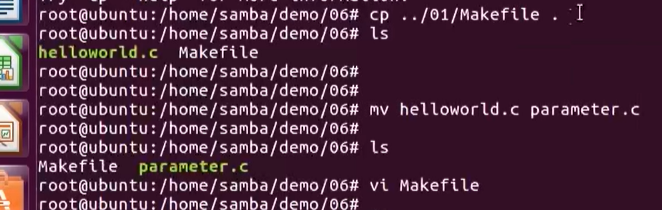 root@ubuntu:/home/samba/demo/06# cp ../01/Makefile .
root@ubuntu:/home/samba/demo/06# ls
helloworld.c  Makefile
root@ubuntu:/home/samba/demo/06#
root@ubuntu:/home/samba/demo/06#
root@ubuntu:/home/samba/demo/06# mv helloworld.c parameter.c
root@ubuntu:/home/samba/demo/06#
root@ubuntu:/home/samba/demo/06# ls
Makefile  parameter.c
root@ubuntu:/home/samba/demo/06# vi Makefile
root@ubuntu:/home/samba/demo/06#